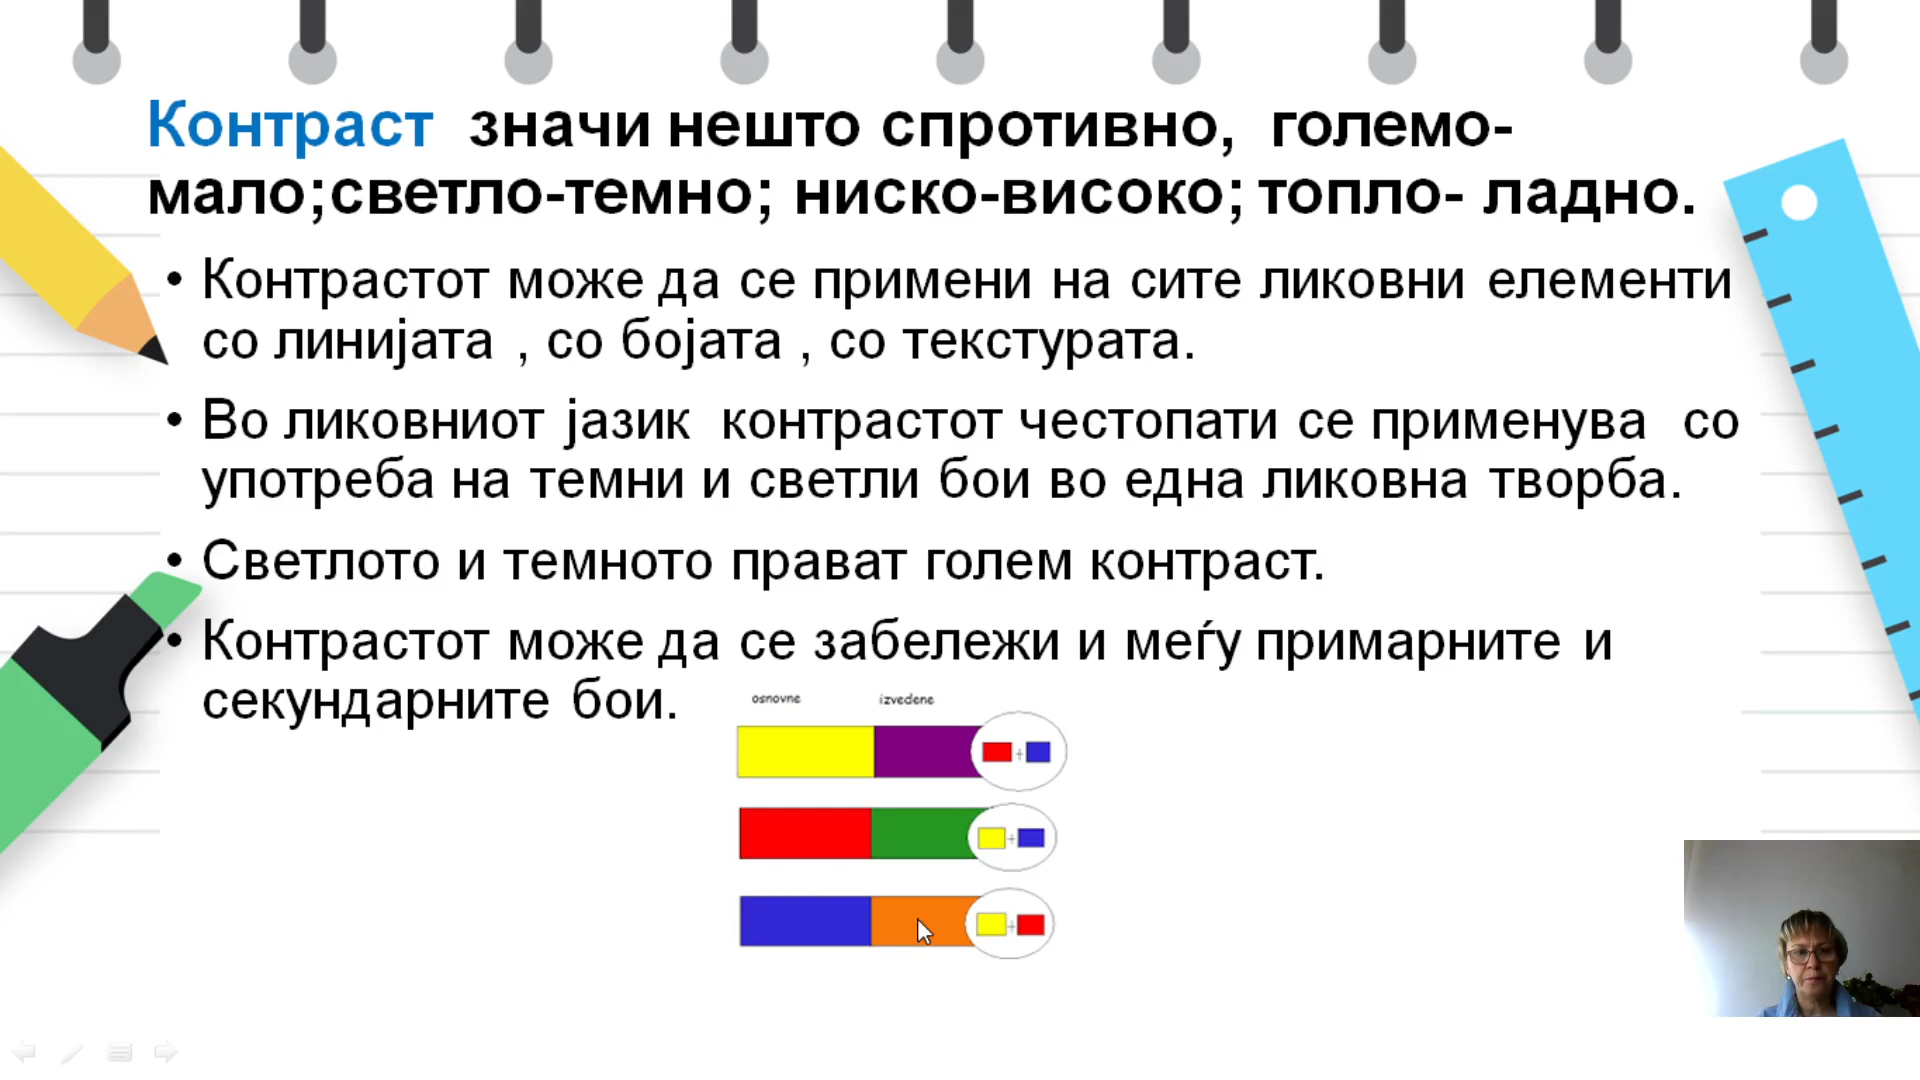 Контраст значи нешто спротивно, големо-
мало;светло-темно; ниско-високо; топло- ладно.
• Контрастот може да се примени на сите ликовни елементи
со линијата , со бојата , со текстурата.
• Во ликовниот јазик контрастот честопати се применува со
употреба на темни и светли бои во една ликовна творба.
• Светлото и темното прават голем контраст.
• Контрастот може да се забележи и меѓу примарните и
секундарните бои.
osnovne izvedene
+
+
+